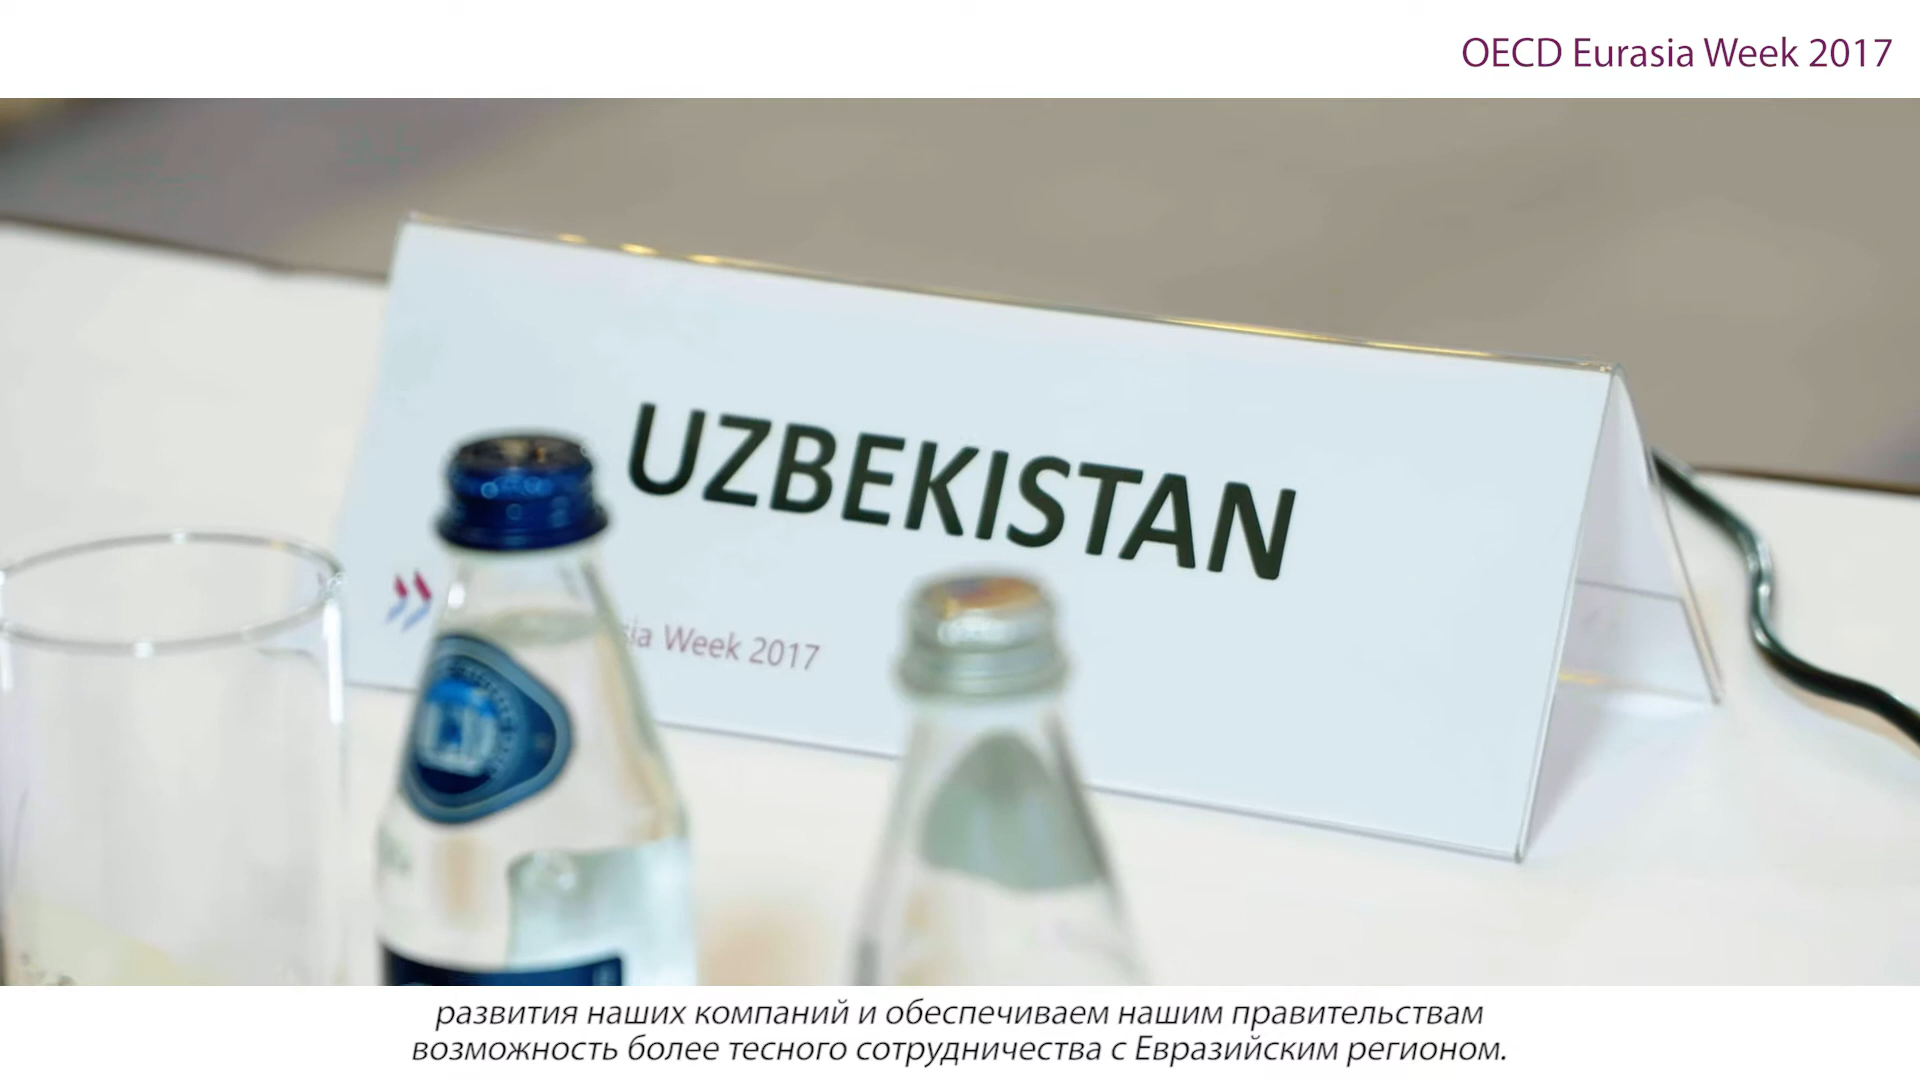 OECD Eurasia Week 2017
UZBEKISTAN
Week 2017
развития наших компаний и обеспечиваем нашим правительствам
возможность более тесного сотрудничества с Евразийским регионом.